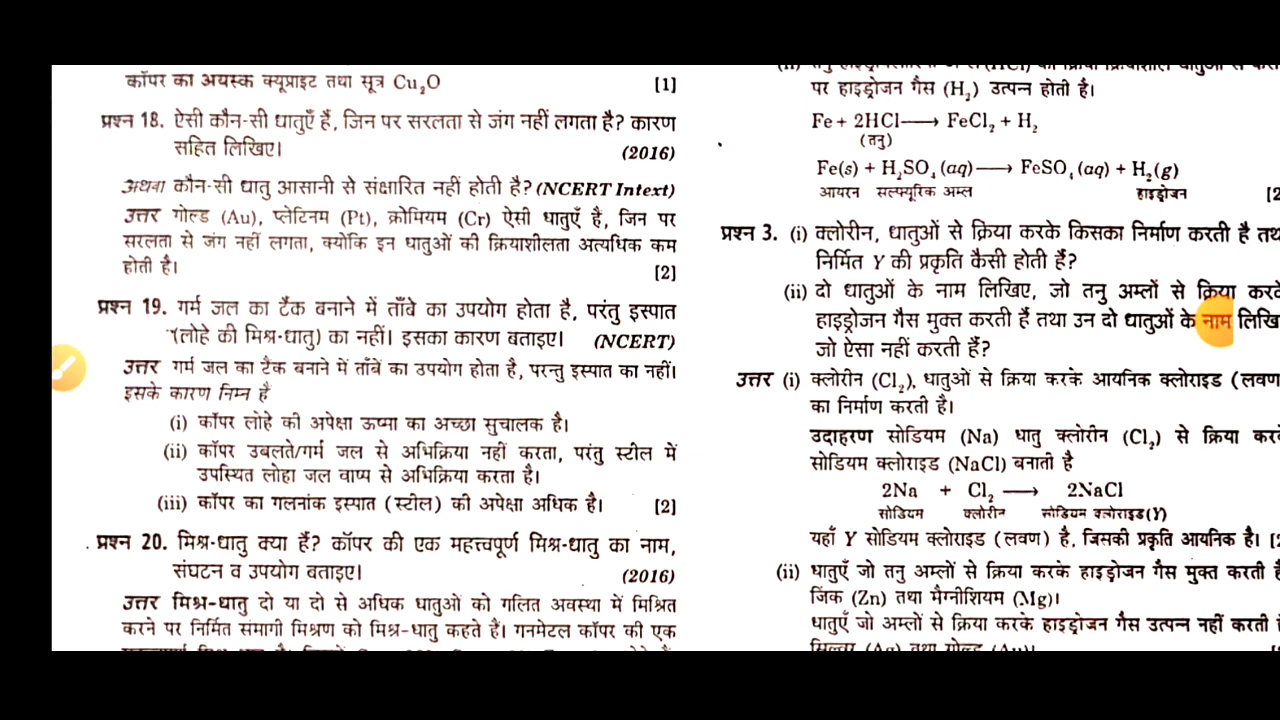 कॉपर का अयस्क क्यूप्राइट तथा सूत्र Cu₂O [1]
प्रश्न 18. ऐसी कौन-सी धातुएँ हैं, जिन पर सरलता से जंग नहीं लगता है? कारण
सहित लिखिए। (2016)
अथवा कौन-सी धातु आसानी से संक्षारित नहीं होती है? (NCERT Intext)
उत्तर गोल्ड (Au), प्लेटिनम (Pt), क्रोमियम (Cr) ऐसी धातुएँ हैं, जिन पर
सरलता से जंग नहीं लगता, क्योंकि इन धातुओं की क्रियाशीलता अत्यधिक कम
होती है। [2]
प्रश्न 19. गर्म जल का टैंक बनाने में ताँबे का उपयोग होता है, परंतु इस्पात
(लोहे की मिश्र-धातु) का नहीं। इसका कारण बताइए। (NCERT)
उत्तर गर्म जल का टैंक बनाने में ताँबें का उपयोग होता है, परन्तु इस्पात का नहीं।
इसके कारण निम्न हैं
(i) कॉपर लोहे की अपेक्षा ऊष्मा का अच्छा सुचालक है।
(ii) कॉपर उबलते/गर्म जल से अभिक्रिया नहीं करता, परंतु स्टील में
उपस्थित लोहा जल वाष्प से अभिक्रिया करता है।
(iii) कॉपर का गलनांक इस्पात (स्टील) की अपेक्षा अधिक है। [2]
प्रश्न 20. मिश्र-धातु क्या हैं? कॉपर की एक महत्त्वपूर्ण मिश्र-धातु का नाम,
संघटन व उपयोग बताइए। (2016)
उत्तर मिश्र-धातु दो या दो से अधिक धातुओं को गलित अवस्था में मिश्रित
करने पर निर्मित समांगी मिश्रण को मिश्र-धातु कहते हैं। गनमेटल कॉपर की एक
पर हाइड्रोजन गैस (H₂) उत्पन्न होती है।
Fe + 2HCl ⟶ FeCl₂ + H₂
(तनु)
Fe(s) + H₂SO₄(aq) ⟶ FeSO₄(aq) + H₂(g)
आयरन सल्फ्यूरिक अम्ल हाइड्रोजन [2
प्रश्न 3. (i) क्लोरीन, धातुओं से क्रिया करके किसका निर्माण करती है
निर्मित Y की प्रकृति कैसी होती हैं?
(ii) दो धातुओं के नाम लिखिए, जो तनु अम्लों से क्रिया
हाइड्रोजन गैस मुक्त करती हैं तथा उन दो धातुओं के नाम
जो ऐसा नहीं करती हैं?
उत्तर (i) क्लोरीन (Cl₂), धातुओं से क्रिया करके आयनिक क्लोराइड (लवण
का निर्माण करती है।
उदाहरण सोडियम (Na) धातु क्लोरीन (Cl₂) से क्रिया
सोडियम क्लोराइड (NaCl) बनाती है
2Na + Cl₂ ⟶ 2NaCl
सोडियम क्लोरीन सोडियम क्लोराइड(Y)
यहाँ Y सोडियम क्लोराइड (लवण) है, जिसकी प्रकृति आयनिक है।
(ii) धातुएँ जो तनु अम्लों से क्रिया करके हाइड्रोजन गैस मुक्त करती
जिंक (Zn) तथा मैग्नीशियम (Mg)।
धातुएँ जो अम्लों से क्रिया करके हाइड्रोजन गैस उत्पन्न नहीं करती
सिल्वर (Ag) तथा गोल्ड (Au)।